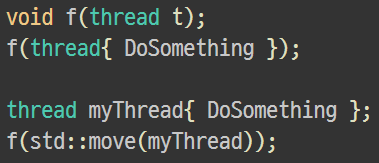 void f(thread t);
f(thread{ DoSomething });
thread myThread{ DoSomething };
f(std::move(myThread));